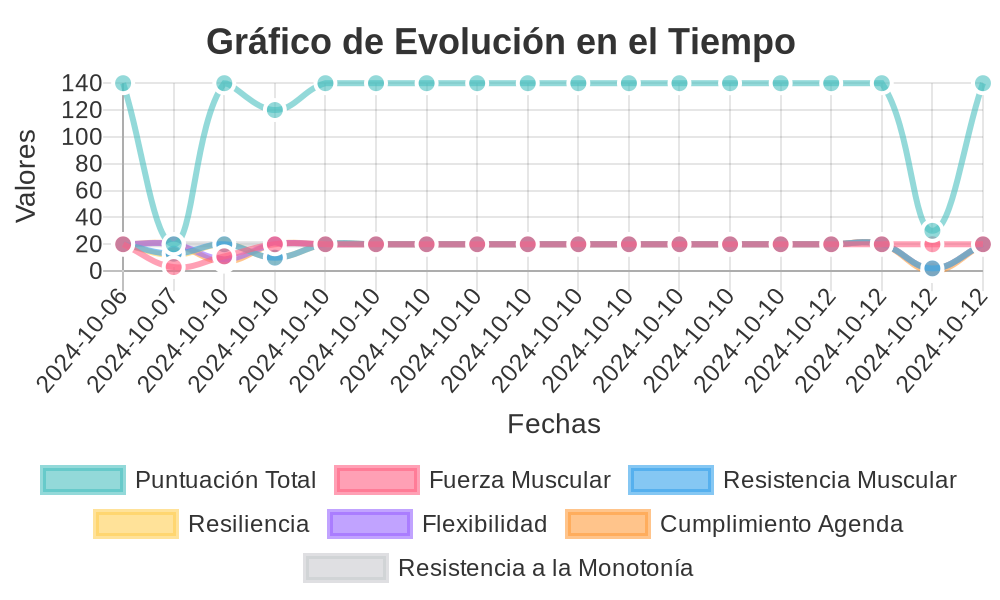 Gráfico de Evolución en el Tiempo
Valores
140
120
100
80
60
40
20
0
2024-10-06
2024-10-07
2024-10-10
2024-10-10
2024-10-10
2024-10-10
2024-10-10
2024-10-10
2024-10-10
2024-10-10
2024-10-10
2024-10-10
2024-10-10
2024-10-10
2024-10-12
2024-10-12
2024-10-12
2024-10-12
Fechas
Puntuación Total
Fuerza Muscular
Resistencia Muscular
Resiliencia
Flexibilidad
Cumplimiento Agenda
Resistencia a la Monotonía